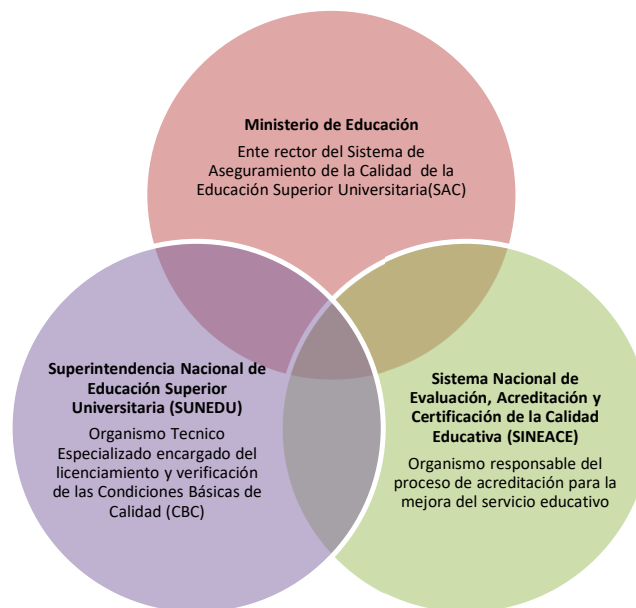 Ministerio de Educación
Ente rector del Sistema de
Aseguramiento de la Calidad de la
Educación Superior Universitaria(SAC)
Superintendencia Nacional de
Educación Superior
Universitaria (SUNEDU)
Organismo Tecnico
Especializado encargado del
licenciamiento y verificación
de las Condiciones Básicas de
Calidad (CBC)
Sistema Nacional de
Evaluación, Acreditación y
Certificación de la Calidad
Educativa (SINEACE)
Organismo responsable del
proceso de acreditación para la
mejora del servicio educativo